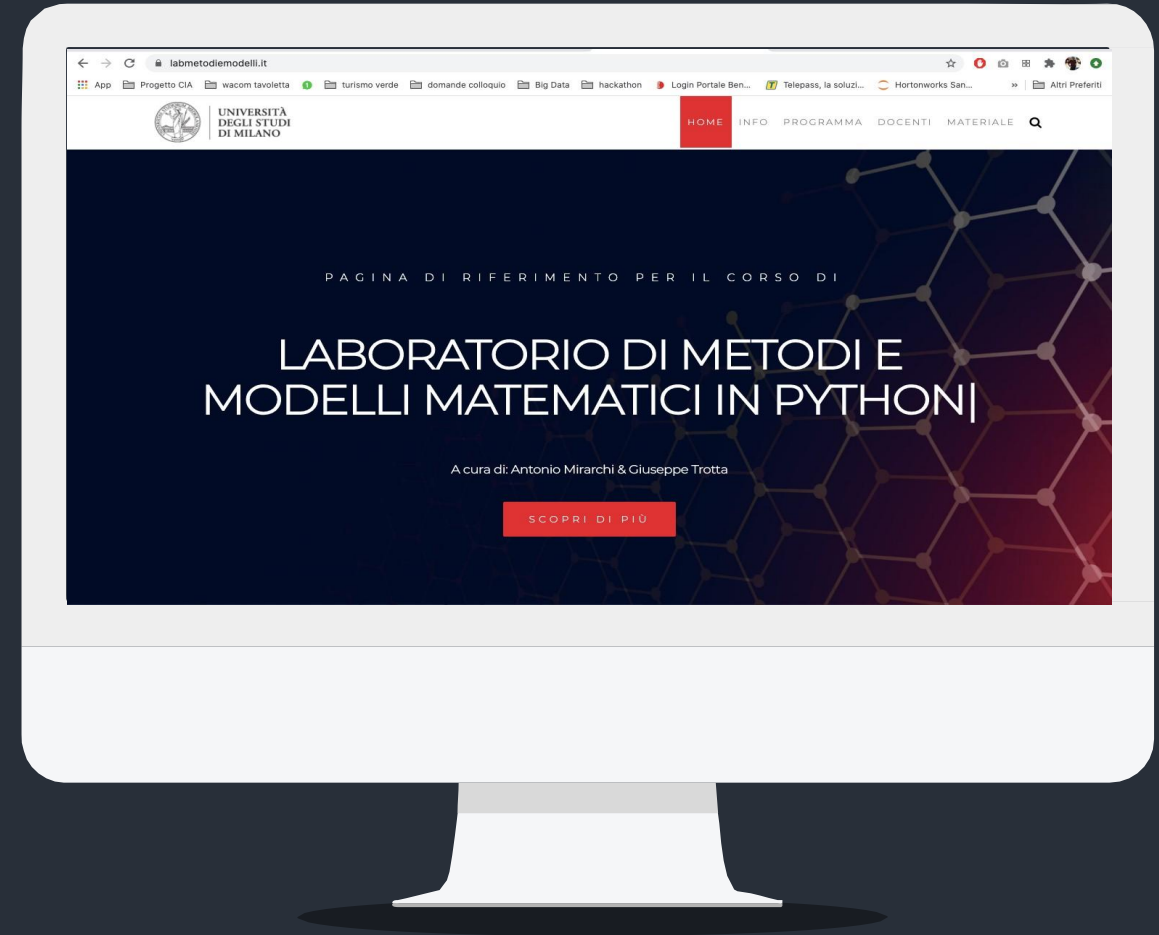 labmetodiemodelli.it
App Progetto CIA wacom tavoletta turismo verde domande colloquio Big Data hackathon Login Portale Ben... Telepass, la soluzi... Hortonworks San... » Altri Preferiti
UNIVERSITÀ
DEGLI STUDI
DI MILANO
HOME INFO PROGRAMMA DOCENTI MATERIALE
PAGINA DI RIFERIMENTO PER IL CORSO DI
LABORATORIO DI METODI E
MODELLI MATEMATICI IN PYTHON|
A cura di: Antonio Mirarchi & Giuseppe Trotta
SCOPRI DI PIÙ